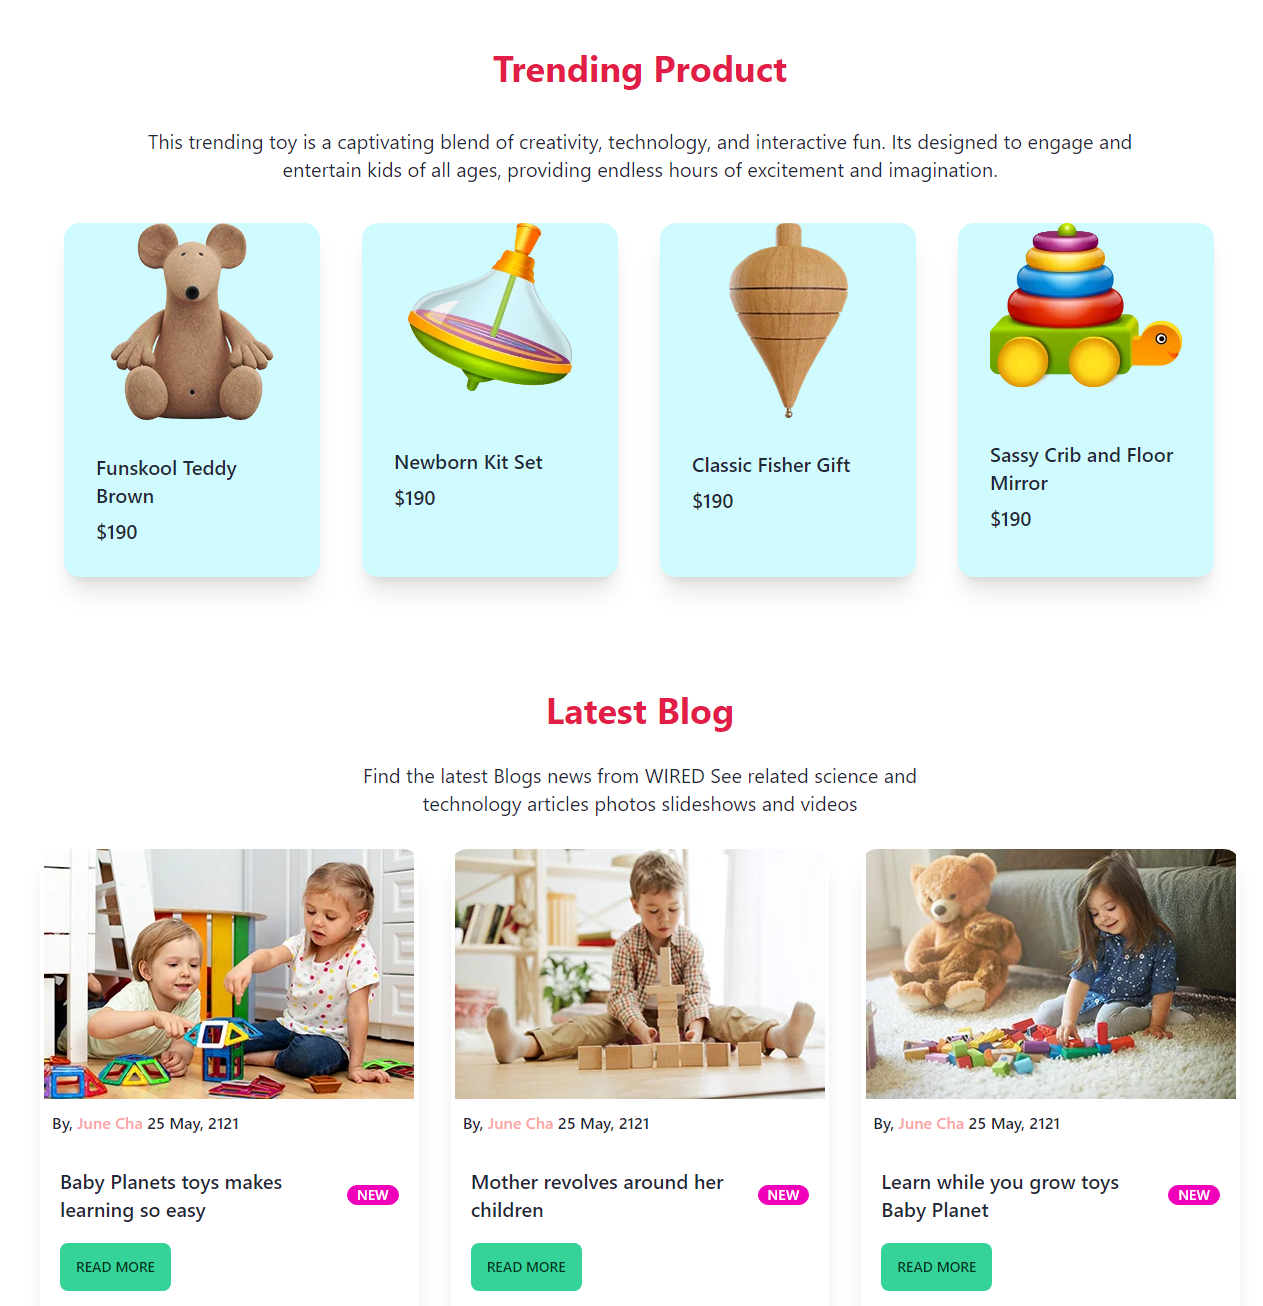 Trending Product
This trending toy is a captivating blend of creativity, technology, and interactive fun. Its designed to engage and
entertain kids of all ages, providing endless hours of excitement and imagination.
Funskool Teddy
Brown
$190
Newborn Kit Set
$190
Classic Fisher Gift
$190
Sassy Crib and Floor
Mirror
$190
Latest Blog
Find the latest Blogs news from WIRED See related science and
technology articles photos slideshows and videos
By, June Cha 25 May, 2121
Baby Planets toys makes
learning so easy
NEW
READ MORE
By, June Cha 25 May, 2121
Mother revolves around her
children
NEW
READ MORE
By, June Cha 25 May, 2121
Learn while you grow toys
Baby Planet
NEW
READ MORE